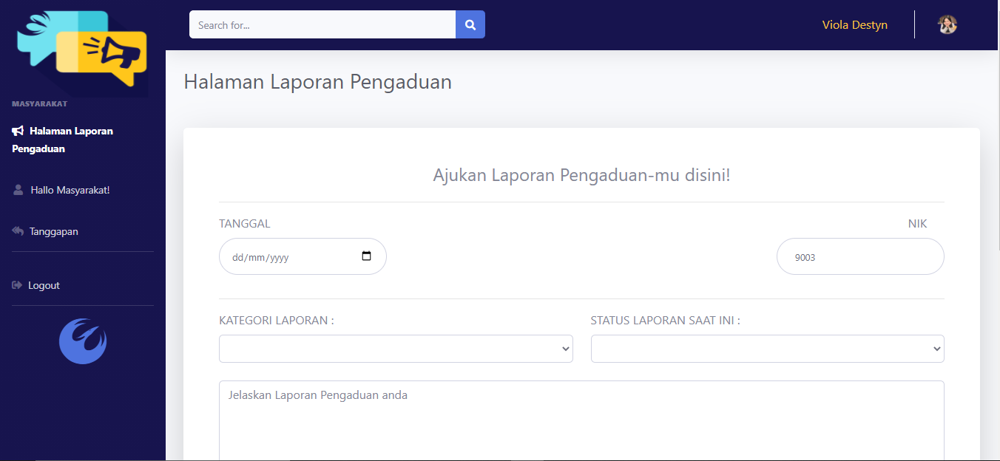 Search for...
Viola Destyn
MASYARAKAT
Halaman Laporan
Pengaduan
Hallo Masyarakat!
Tanggapan
Logout
Halaman Laporan Pengaduan
Ajukan Laporan Pengaduan-mu disini!
TANGGAL
NIK
dd/mm/yyyy
9003
KATEGORI LAPORAN :
STATUS LAPORAN SAAT INI :
Jelaskan Laporan Pengaduan anda